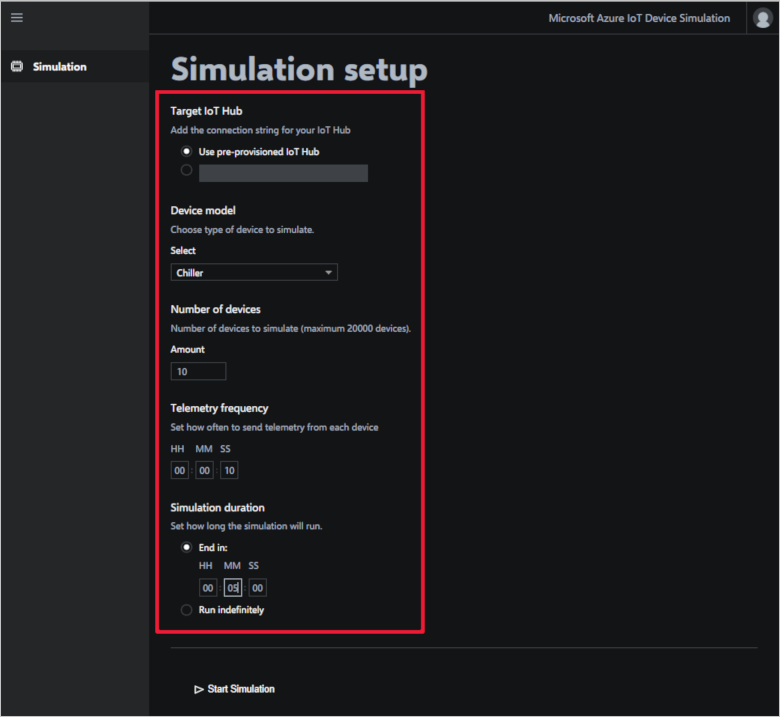 Microsoft Azure IoT Device Simulation
Simulation
Simulation setup
Target IoT Hub
Add the connection string for your IoT Hub
Use pre-provisioned IoT Hub
Device model
Choose type of device to simulate.
Select
Chiller
Number of devices
Number of devices to simulate (maximum 20000 devices).
Amount
10
Telemetry frequency
Set how often to send telemetry from each device
HH MM SS
00 : 00 : 10
Simulation duration
Set how long the simulation will run.
End in:
HH MM SS
00 : 05 : 00
Run indefinitely
Start Simulation